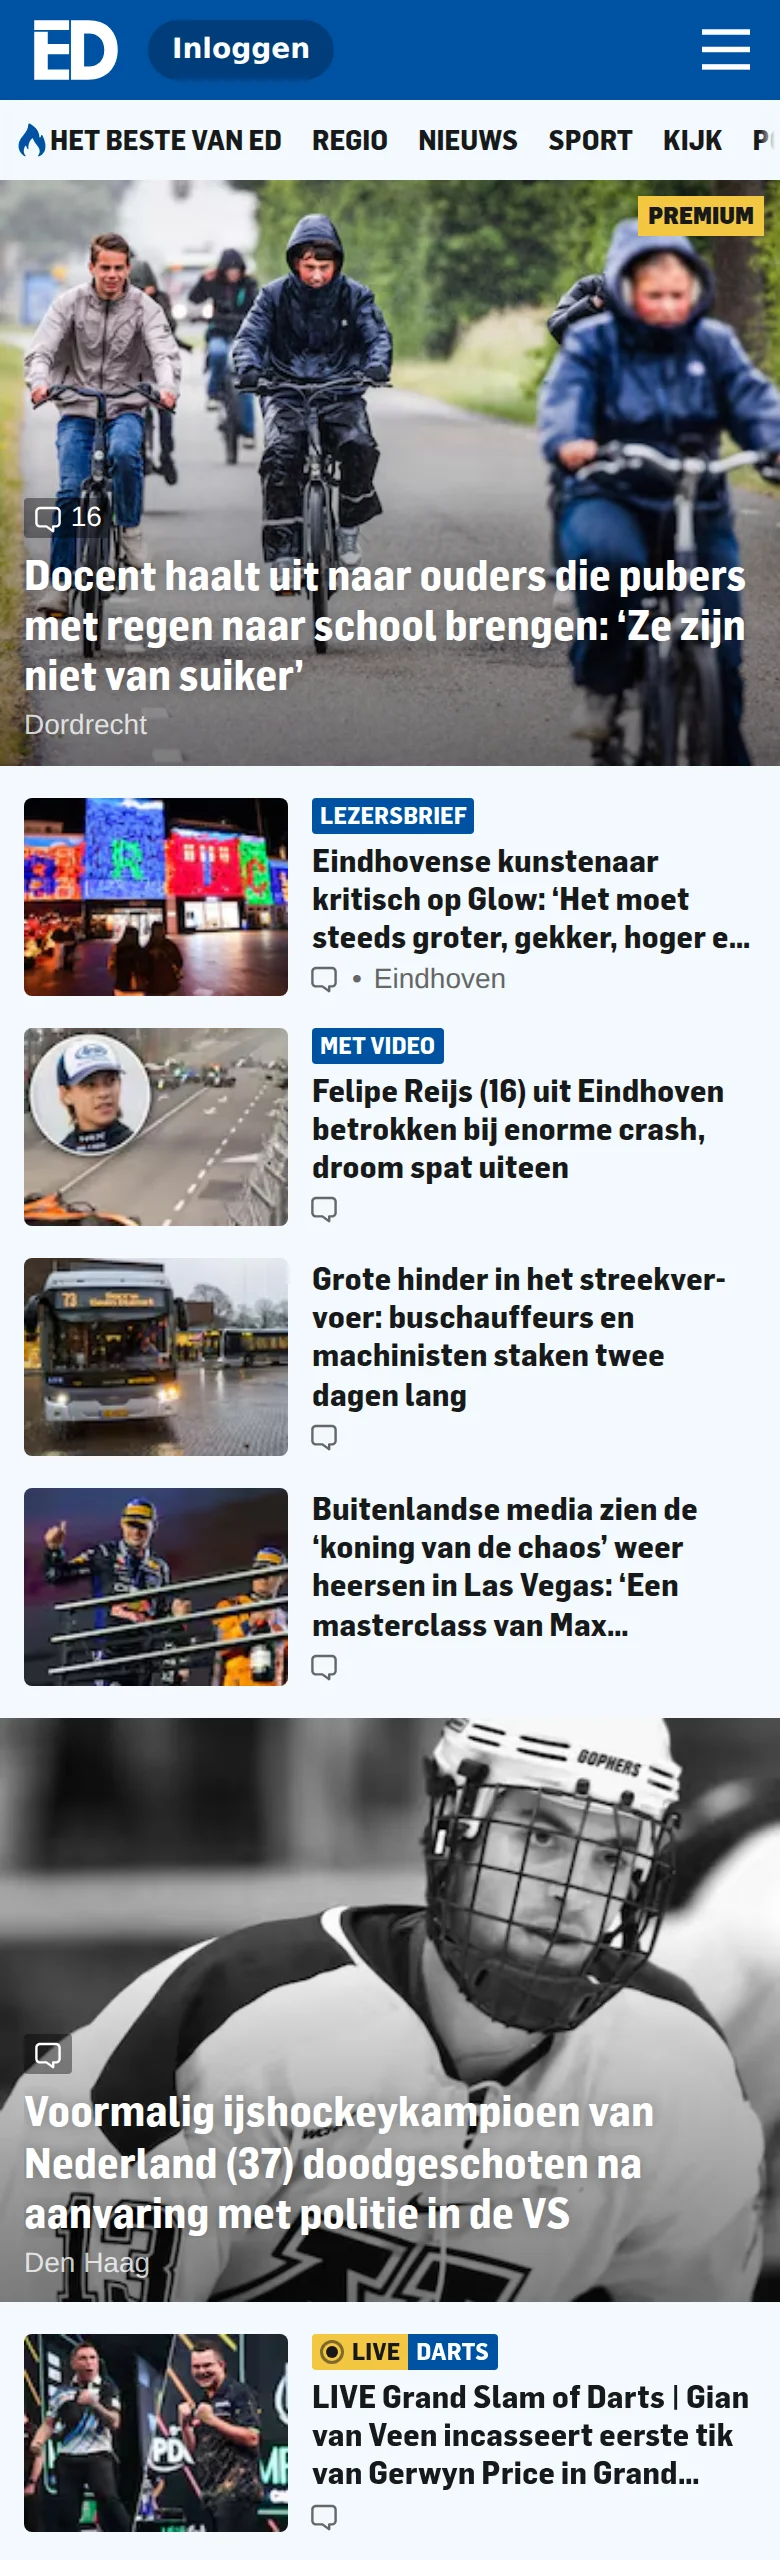 ED
Inloggen
HET BESTE VAN ED REGIO NIEUWS SPORT KIJK
PREMIUM
16
Docent haalt uit naar ouders die pubers
met regen naar school brengen: ‘Ze zijn
niet van suiker’
Dordrecht
LEZERSBRIEF
Eindhovense kunstenaar
kritisch op Glow: ‘Het moet
steeds groter, gekker, hoger e...
• Eindhoven
MET VIDEO
Felipe Reijs (16) uit Eindhoven
betrokken bij enorme crash,
droom spat uiteen
73
Grote hinder in het streekver-
voer: buschauffeurs en
machinisten staken twee
dagen lang
Buitenlandse media zien de
‘koning van de chaos’ weer
heersen in Las Vegas: ‘Een
masterclass van Max...
GOPHERS
Voormalig ijshockeykampioen van
Nederland (37) doodgeschoten na
aanvaring met politie in de VS
Den Haag
13
LIVE DARTS
LIVE Grand Slam of Darts | Gian
van Veen incasseert eerste tik
van Gerwyn Price in Grand...